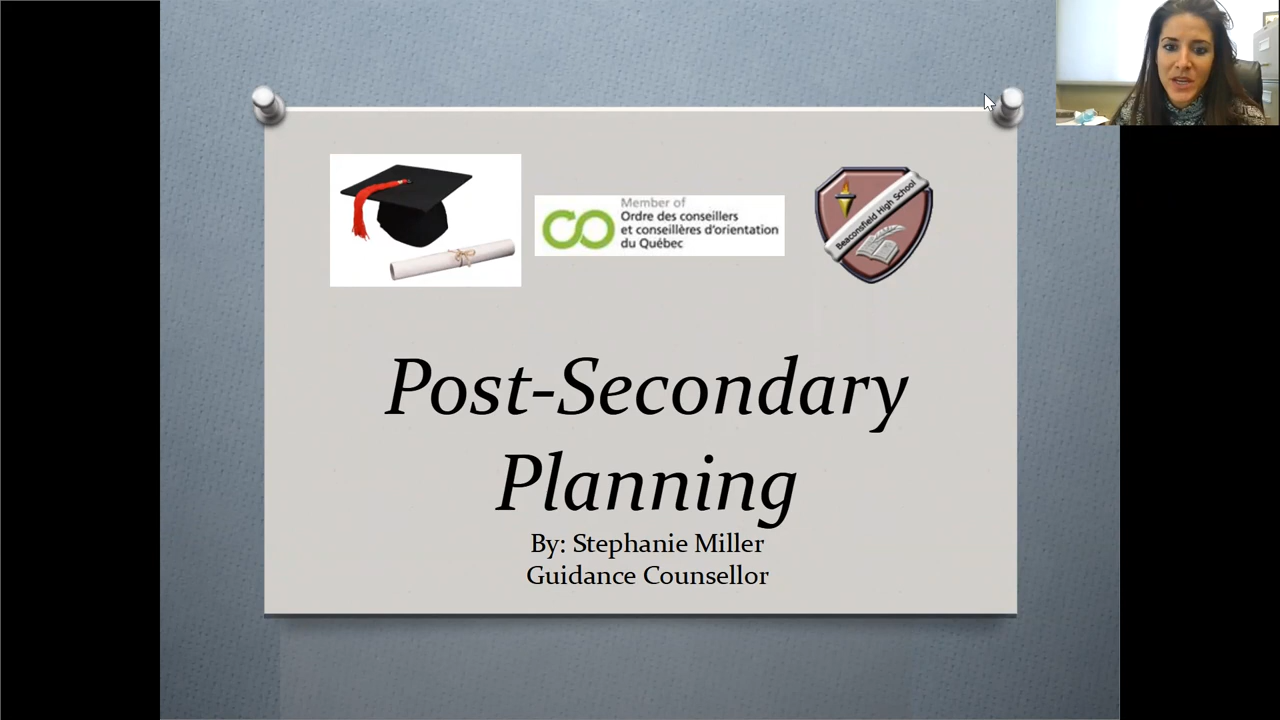 Member of
Ordre des conseillers
et conseillères d'orientation
du Québec
Beaconsfield High School
Post-Secondary
Planning
By: Stephanie Miller
Guidance Counsellor